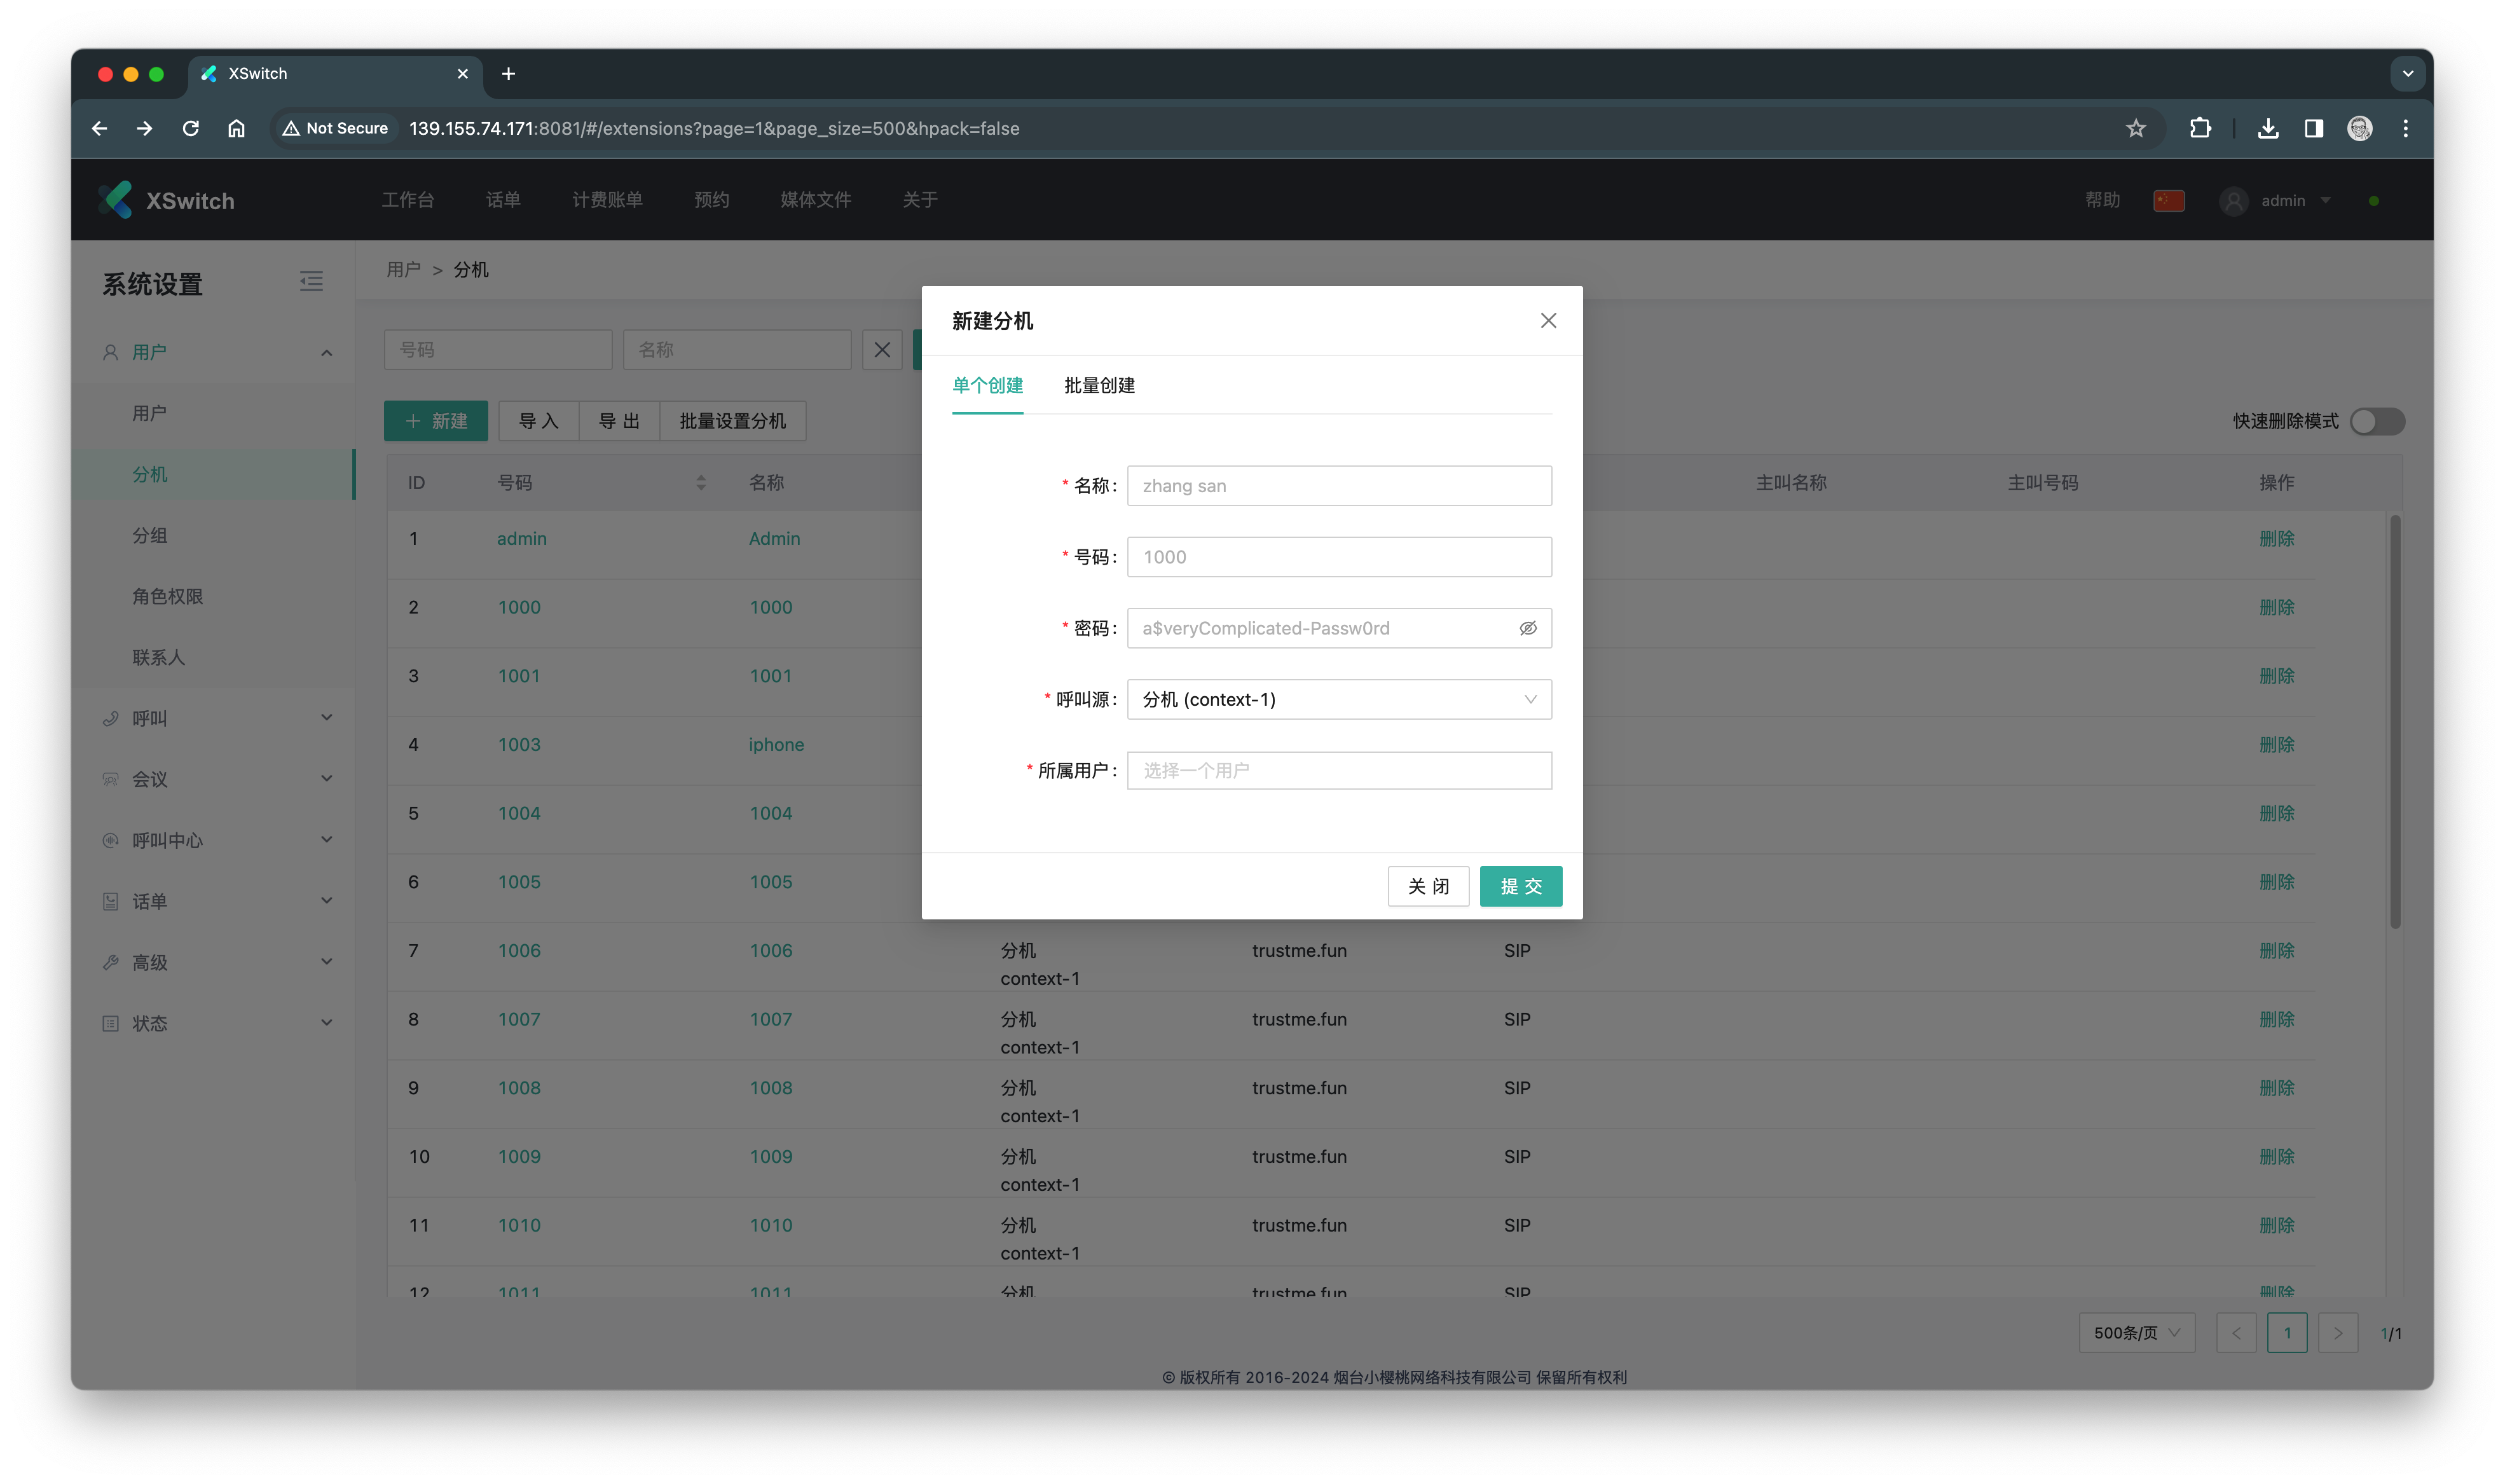 XSwitch
Not Secure 139.155.74.171:8081/#/extensions?page=1&page_size=500&hpack=false
XSwitch 工作台 话单 计费账单 预约 媒体文件 关于 帮助 admin
系统设置
用户
用户
分机
分组
角色权限
联系人
呼叫
会议
呼叫中心
话单
高级
状态
用户 > 分机
号码 名称
新建 导入 导出 批量设置分机 快速删除模式
ID 号码 名称 主叫名称 主叫号码 操作
1 admin Admin 删除
2 1000 1000 删除
3 1001 1001 删除
4 1003 iphone 删除
5 1004 1004 删除
6 1005 1005 删除
7 1006 1006 分机 trustme.fun SIP 删除
context-1
8 1007 1007 分机 trustme.fun SIP 删除
context-1
9 1008 1008 分机 trustme.fun SIP 删除
context-1
10 1009 1009 分机 trustme.fun SIP 删除
context-1
11 1010 1010 分机 trustme.fun SIP 删除
context-1
12 1011 1011 分机 trustme.fun SIP 删除
500条/页 1 1/1
© 版权所有 2016-2024 烟台小樱桃网络科技有限公司 保留所有权利
新建分机
单个创建 批量创建
* 名称: zhang san
* 号码: 1000
* 密码: a$veryComplicated-Passw0rd
* 呼叫源: 分机 (context-1)
* 所属用户: 选择一个用户
关闭 提交